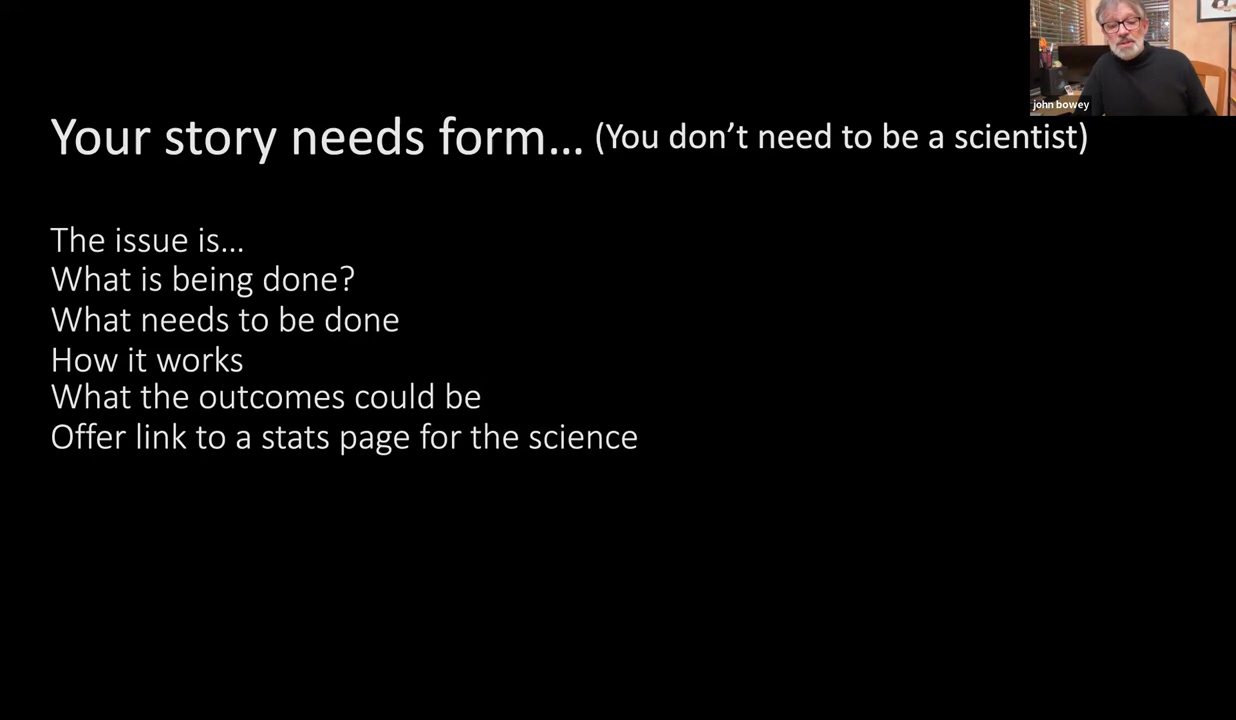 john bowey
Your story needs form... (You don’t need to be a scientist)
The issue is...
What is being done?
What needs to be done
How it works
What the outcomes could be
Offer link to a stats page for the science